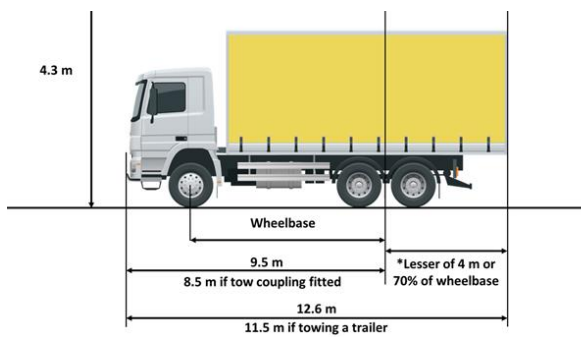 4.3 m
Wheelbase
9.5 m
8.5 m if tow coupling fitted
*Lesser of 4 m or
70% of wheelbase
12.6 m
11.5 m if towing a trailer